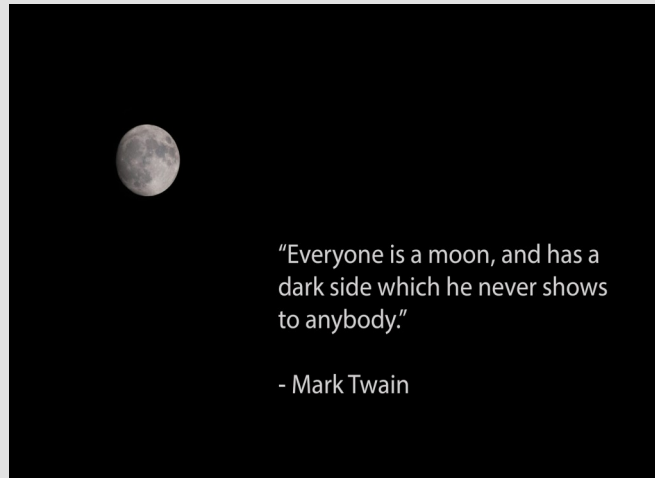 “Everyone is a moon, and has a
dark side which he never shows
to anybody.”
- Mark Twain